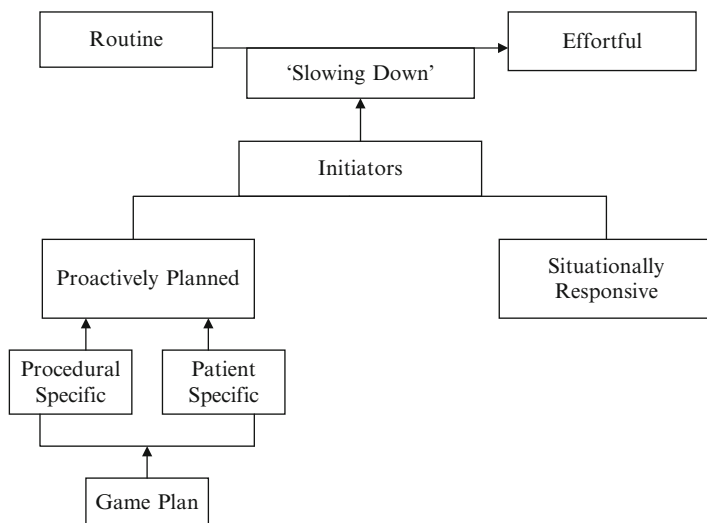 Routine
Effortful
‘Slowing Down’
Initiators
Proactively Planned
Situationally
Responsive
Procedural
Specific
Patient
Specific
Game Plan